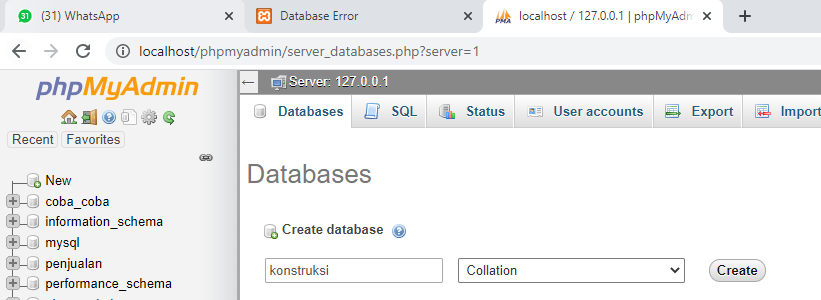 (31) WhatsApp
Database Error
localhost / 127.0.0.1 | phpMyAdm
localhost/phpmyadmin/server_databases.php?server=1
phpMyAdmin
Server: 127.0.0.1
Databases SQL Status User accounts Export Import
Recent Favorites
New
coba_coba
information_schema
mysql
penjualan
performance_schema
Databases
Create database
konstruksi Collation Create